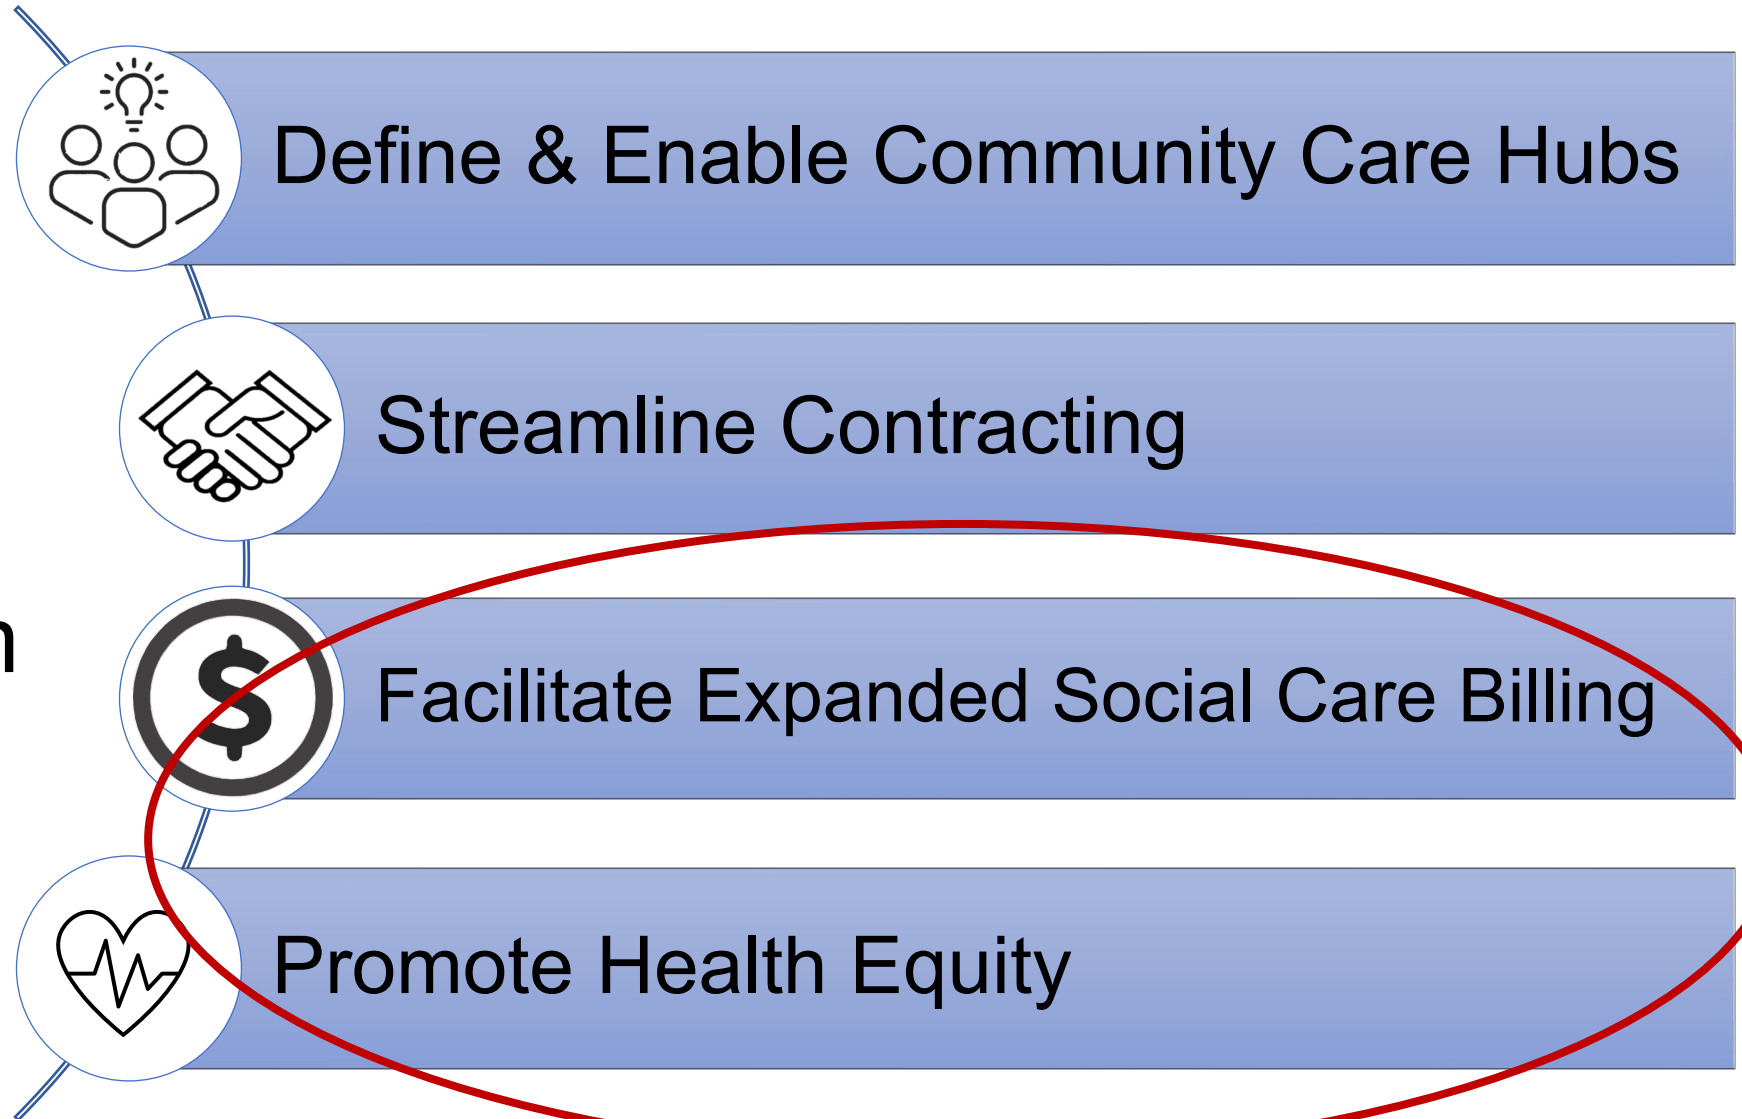 Define & Enable Community Care Hubs
Streamline Contracting
n
Facilitate Expanded Social Care Billing
Promote Health Equity